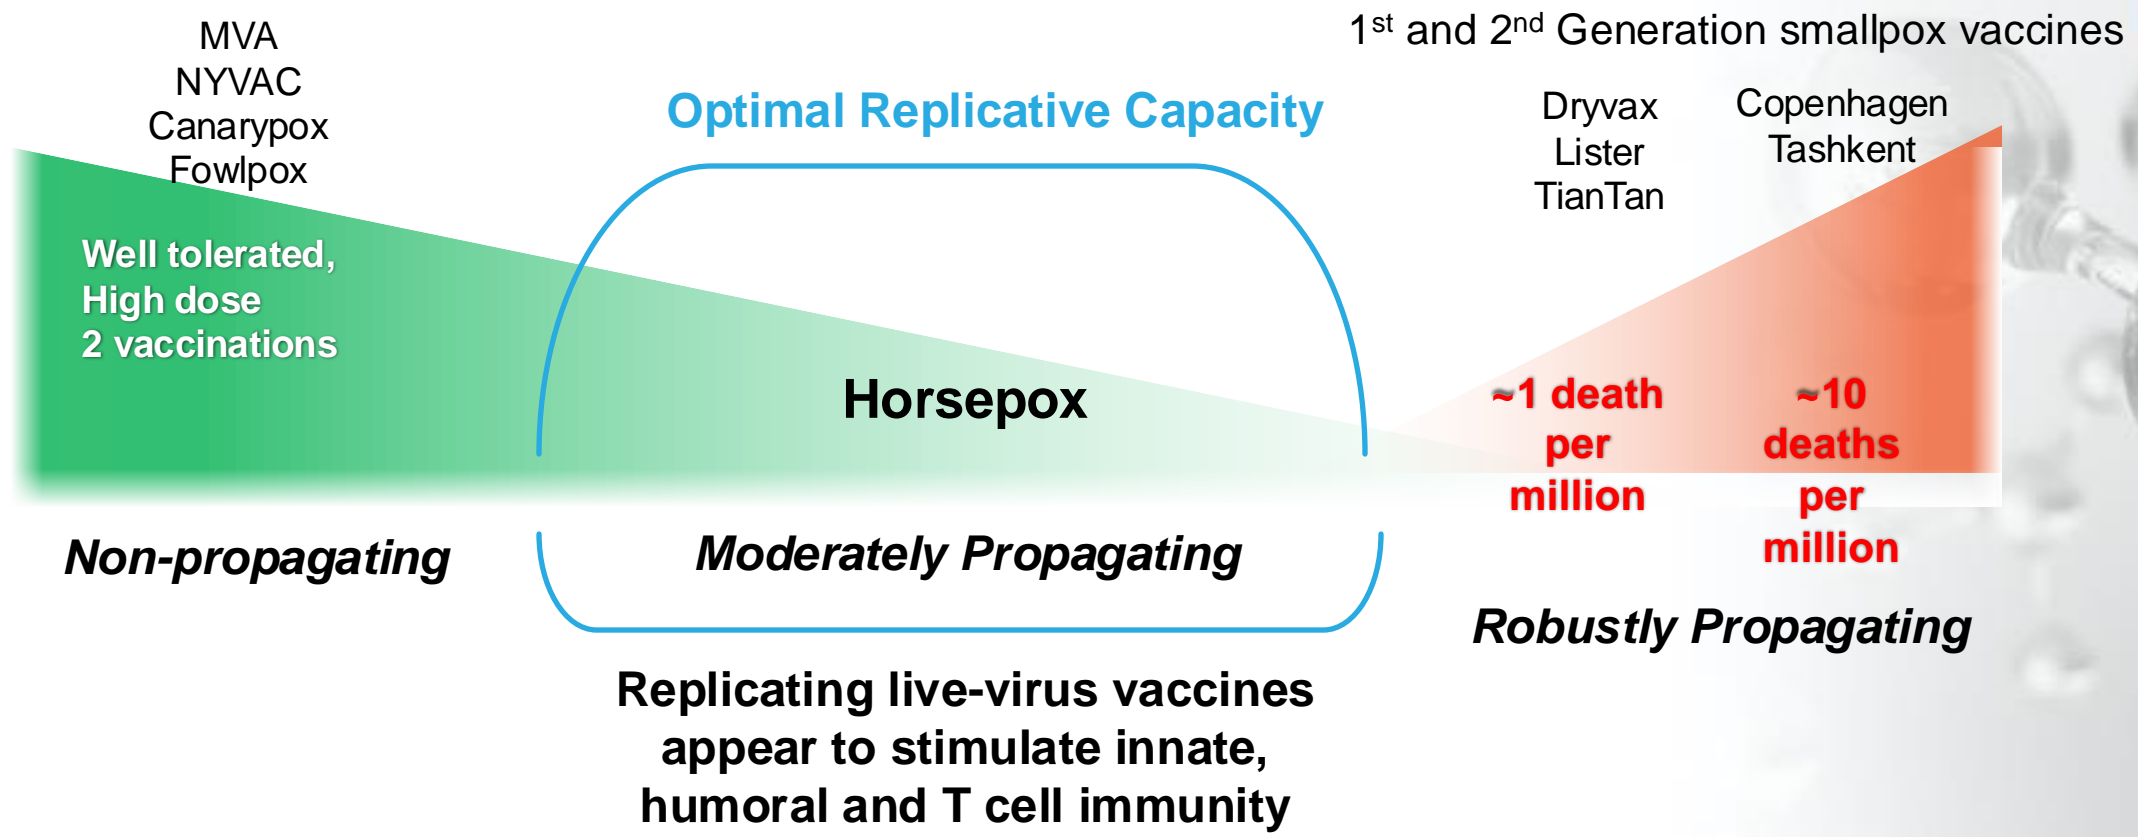 MVA
NYVAC
Canarypox
Fowlpox
Well tolerated,
High dose
2 vaccinations
Non-propagating
Optimal Replicative Capacity
Horsepox
Moderately Propagating
Replicating live-virus vaccines
appear to stimulate innate,
humoral and T cell immunity
1st and 2nd Generation smallpox vaccines
Dryvax
Lister
TianTan
Copenhagen
Tashkent
~1 death
per
million
~10
deaths
per
million
Robustly Propagating